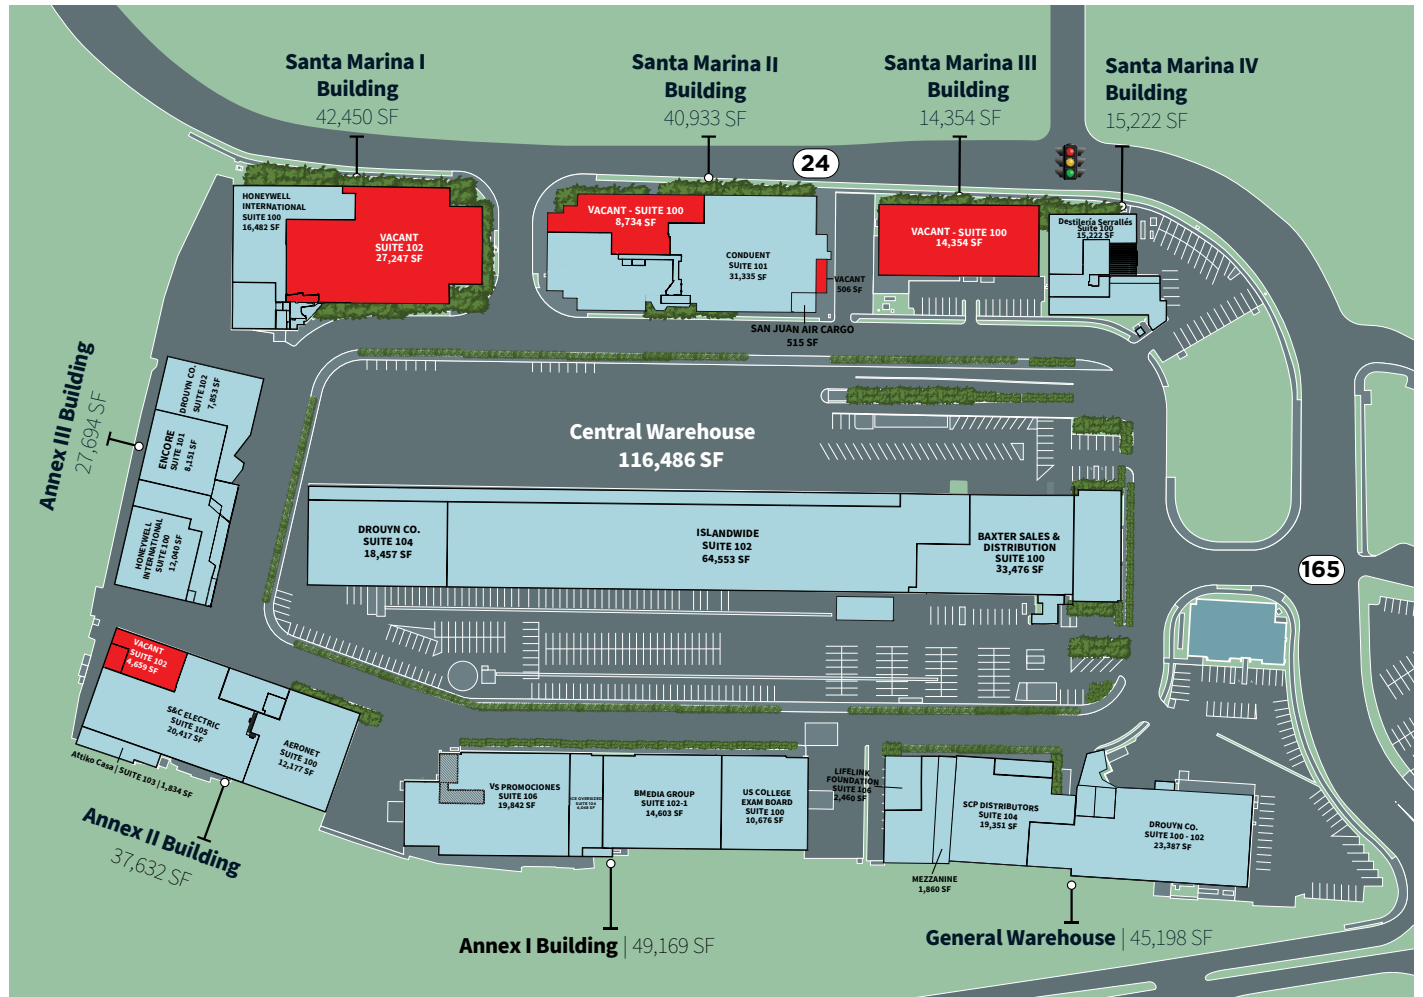 Santa Marina I
Building
42,450 SF
Santa Marina II
Building
40,933 SF
Santa Marina III
Building
14,354 SF
Santa Marina IV
Building
15,222 SF
24
HONEYWELL
INTERNATIONAL
SUITE 100
16,482 SF
VACANT
SUITE 102
27,247 SF
VACANT - SUITE 100
8,734 SF
CONDUENT
SUITE 101
31,335 SF
VACANT
506 SF
SAN JUAN AIR CARGO
515 SF
VACANT - SUITE 100
14,354 SF
Destilería Serrallés
Suite 100
15,222 SF
Annex III Building
27,694 SF
DROUYN CO.
SUITE 102
7,853 SF
ENCORE
SUITE 101
8,151 SF
HONEYWELL
INTERNATIONAL
SUITE 100
12,040 SF
Central Warehouse
116,486 SF
DROUYN CO.
SUITE 104
18,457 SF
ISLANDWIDE
SUITE 102
64,553 SF
BAXTER SALES &
DISTRIBUTION
SUITE 100
33,476 SF
165
VACANT
SUITE 102
4,659 SF
S&C ELECTRIC
SUITE 105
20,417 SF
AERONET
SUITE 100
12,177 SF
Attiko Casa | SUITE 103 | 1,834 SF
Annex II Building
37,632 SF
Vs PROMOCIONES
SUITE 106
19,842 SF
SUITE 104
4,048 SF
BMEDIA GROUP
SUITE 102-1
14,603 SF
US COLLEGE
EXAM BOARD
SUITE 100
10,676 SF
LIFELINK
FOUNDATION
SUITE 106
2,460 SF
SCP DISTRIBUTORS
SUITE 104
19,351 SF
DROUYN CO.
SUITE 100 - 102
23,387 SF
MEZZANINE
1,860 SF
Annex I Building | 49,169 SF
General Warehouse | 45,198 SF